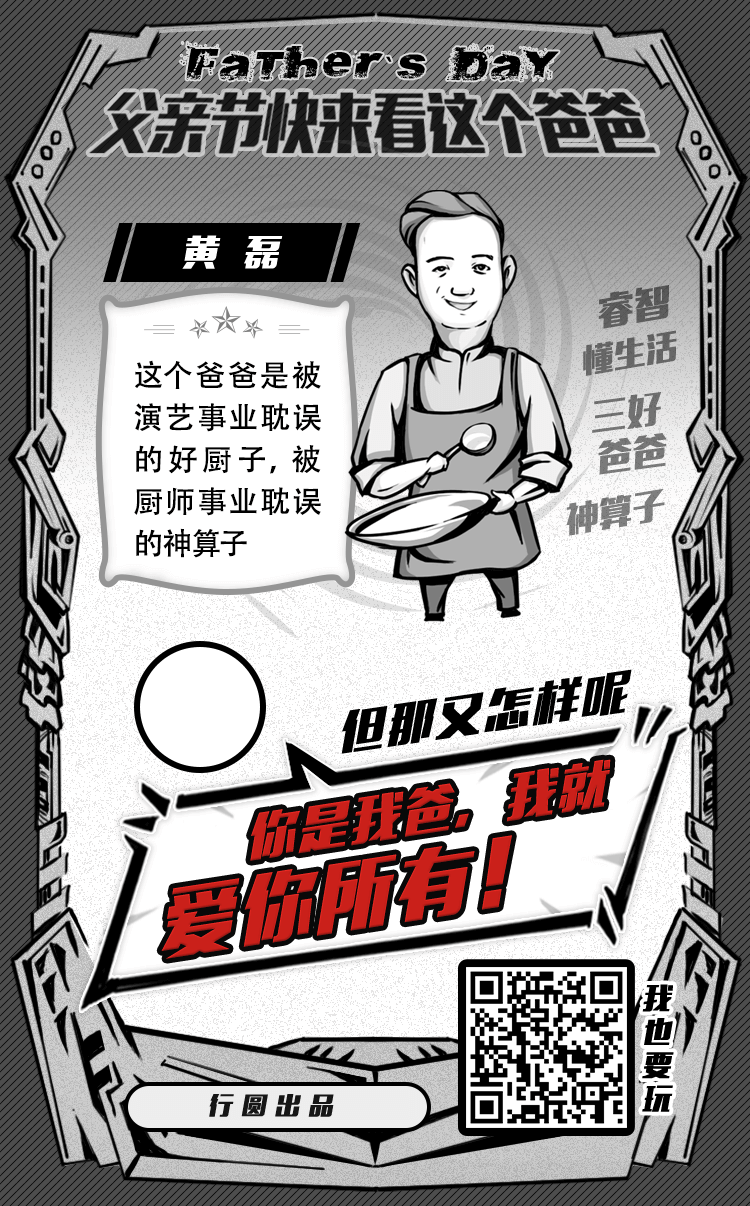 Father's Day
父亲节快来看这个爸爸
黄磊
这个爸爸是被
演艺事业耽误
的好厨子，被
厨师事业耽误
的神算子
睿智
懂生活
三好
爸爸
神算子
但那又怎样呢
你是我爸，我就
爱你所有！
我也要玩
行圆出品